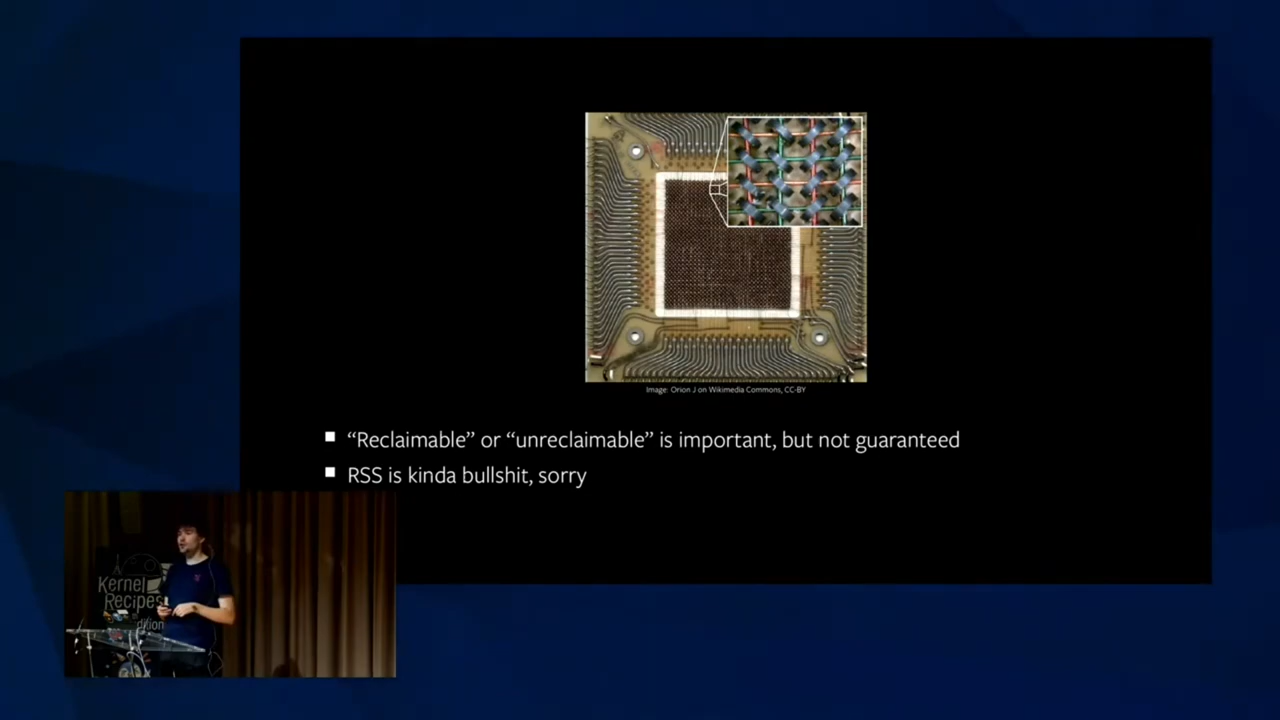 Image: Orion J on Wikimedia Commons, CC-BY
“Reclaimable” or “unreclaimable” is important, but not guaranteed
RSS is kinda bullshit, sorry
Kernel
Recipes